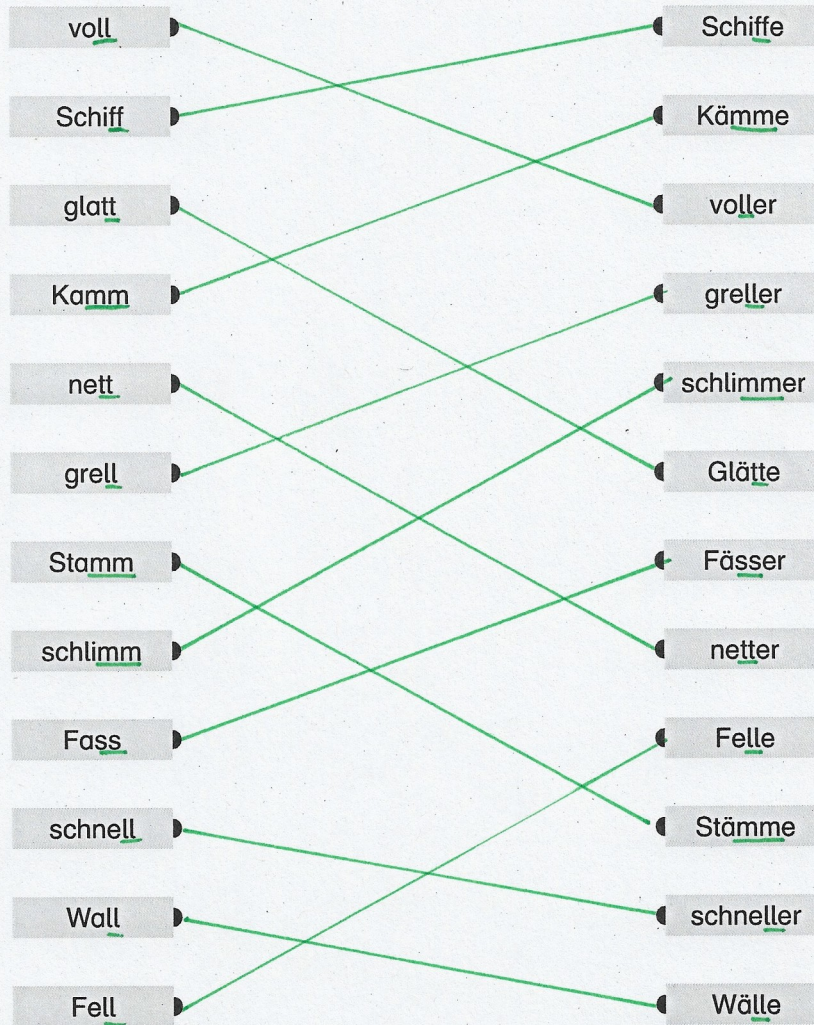 voll Schiffe
Schiff Kämme
glatt voller
Kamm greller
nett schlimmer
grell Glätte
Stamm Fässer
schlimm netter
Fass Felle
schnell Stämme
Wall schneller
Fell Wälle